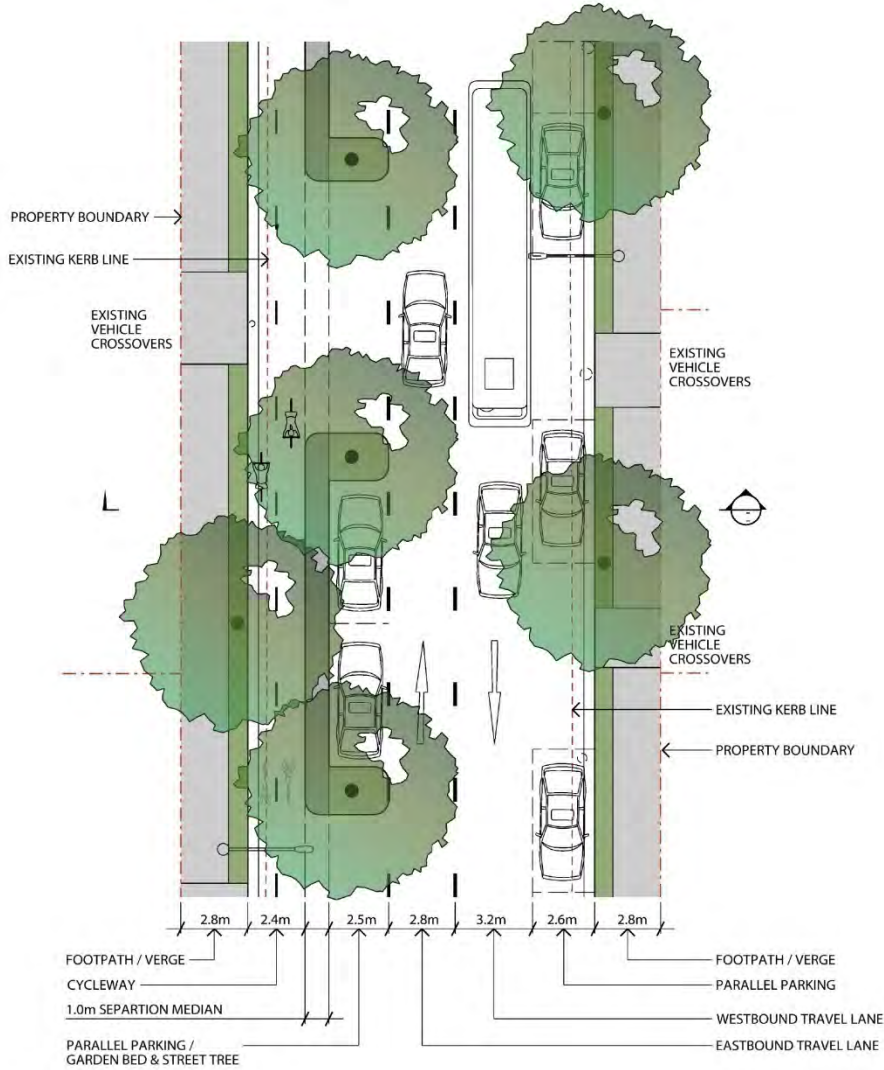 PROPERTY BOUNDARY
EXISTING KERB LINE
EXISTING
VEHICLE
CROSSOVERS
EXISTING
VEHICLE
CROSSOVERS
EXISTING
VEHICLE
CROSSOVERS
EXISTING KERB LINE
PROPERTY BOUNDARY
2.8m 2.4m 2.5m 2.8m 3.2m 2.6m 2.8m
FOOTPATH / VERGE
CYCLEWAY
1.0m SEPARTION MEDIAN
PARALLEL PARKING /
GARDEN BED & STREET TREE
FOOTPATH / VERGE
PARALLEL PARKING
WESTBOUND TRAVEL LANE
EASTBOUND TRAVEL LANE